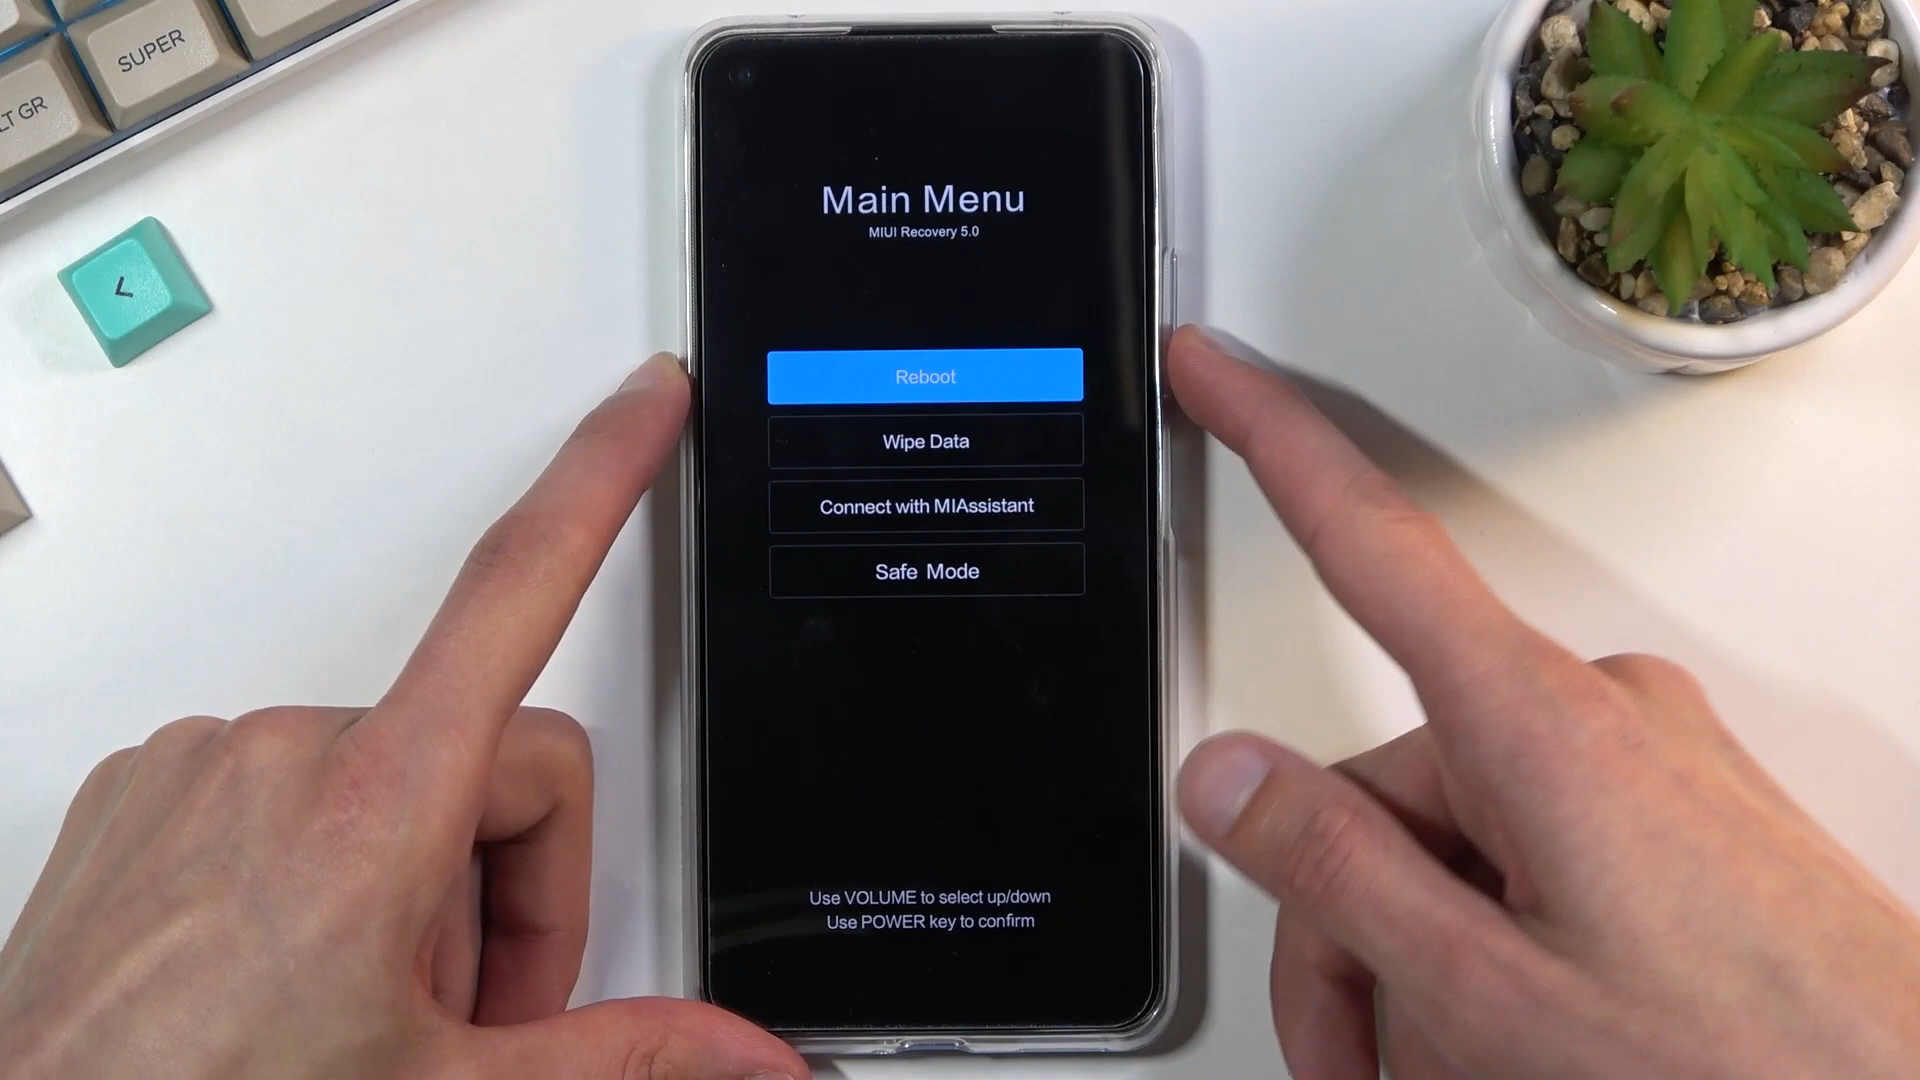 SUPER
LT GR
<
Main Menu
MIUI Recovery 5.0
Reboot
Wipe Data
Connect with MIAssistant
Safe Mode
Use VOLUME to select up/down
Use POWER key to confirm